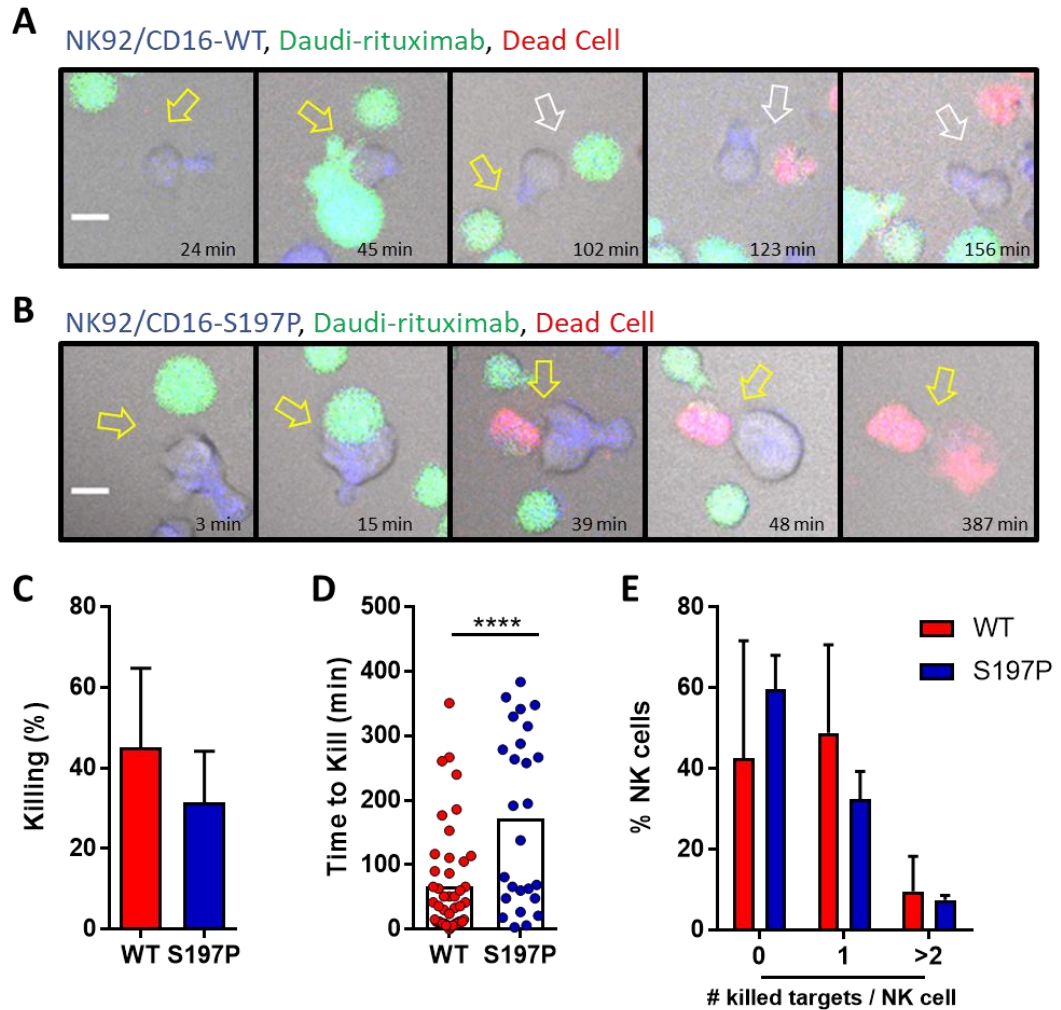 A
NK92/CD16-WT, Daudi-rituximab, Dead Cell
24 min
45 min
102 min
123 min
156 min
B
NK92/CD16-S197P, Daudi-rituximab, Dead Cell
3 min
15 min
39 min
48 min
387 min
C
Killing (%)
80
60
40
20
0
WT S197P
D
Time to Kill (min)
500
400
300
200
100
0
****
WT S197P
E
% NK cells
80
60
40
20
0
WT
S197P
0 1 >2
# killed targets / NK cell